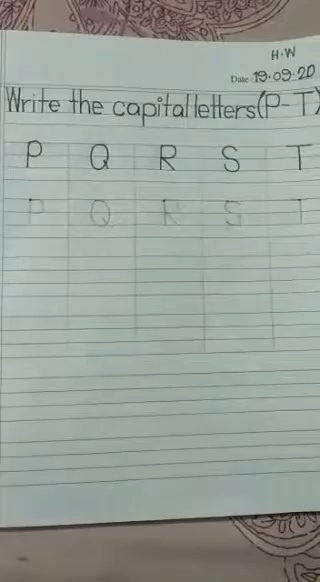 H.W
Date: 19.09.20
Write the capital letters (P-T)
P Q R S T
P Q R S T